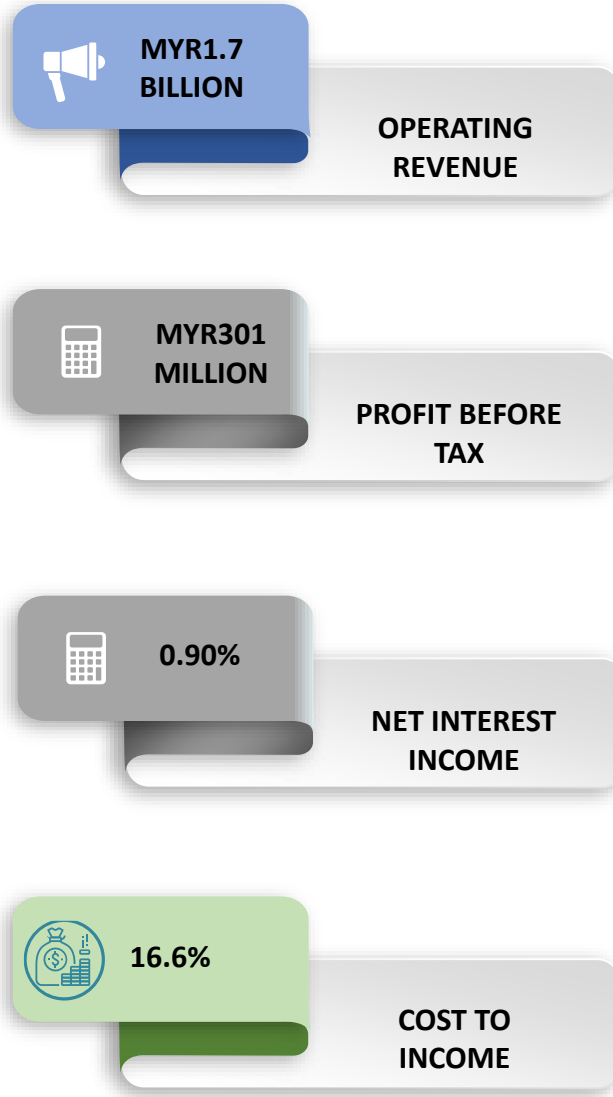 MYR1.7
BILLION
OPERATING
REVENUE
MYR301
MILLION
PROFIT BEFORE
TAX
0.90%
NET INTEREST
INCOME
16.6%
COST TO
INCOME